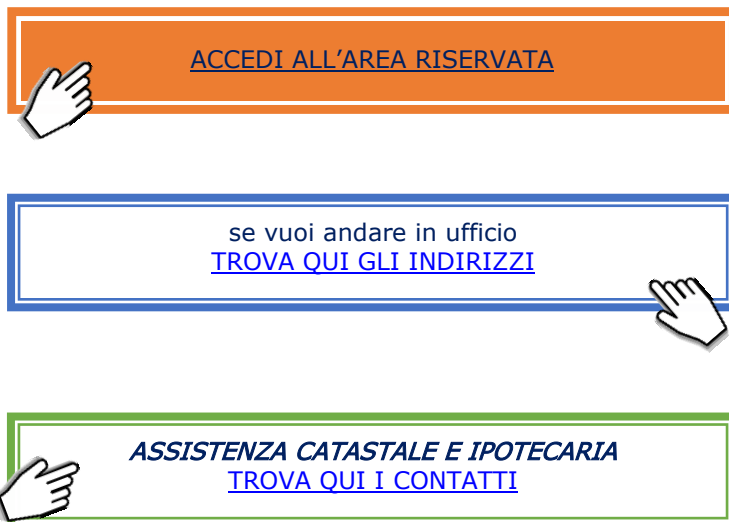 ACCEDI ALL’AREA RISERVATA
se vuoi andare in ufficio
TROVA QUI GLI INDIRIZZI
ASSISTENZA CATASTALE E IPOTECARIA
TROVA QUI I CONTATTI